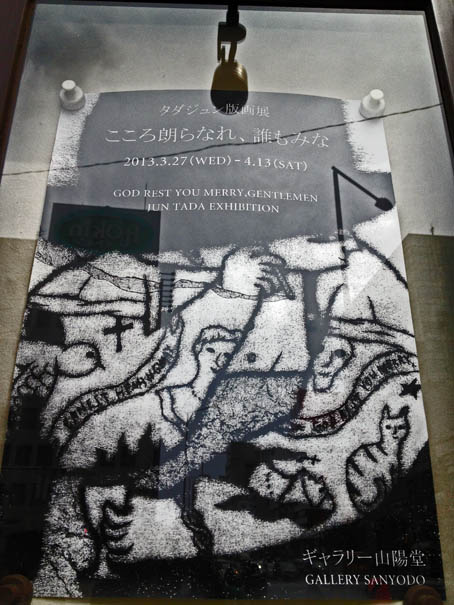 タダジュン版画展
こころ朗らなれ、誰もみな
2013.3.27(WED) – 4.13(SAT)
GOD REST YOU MERRY,GENTLEMEN
JUN TADA EXHIBITION
ギャラリー山陽堂
GALLERY SANYODO